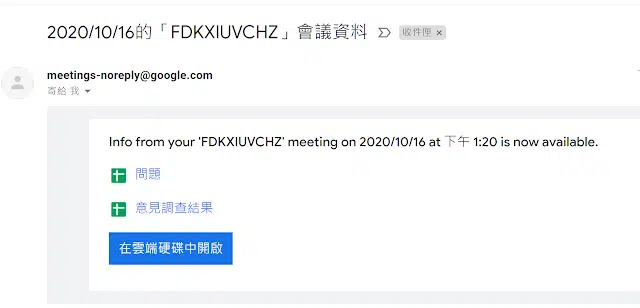 2020/10/16的「FDKXIUVCHZ」會議資料 收件匣 ×
meetings-noreply@google.com
寄給 我
Info from your 'FDKXIUVCHZ' meeting on 2020/10/16 at 下午 1:20 is now available.
問題
意見調查結果
在雲端硬碟中開啟